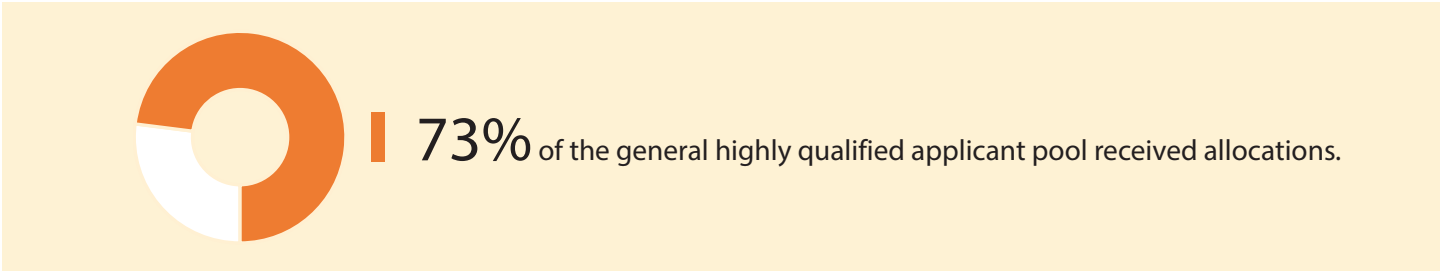 73% of the general highly qualified applicant pool received allocations.